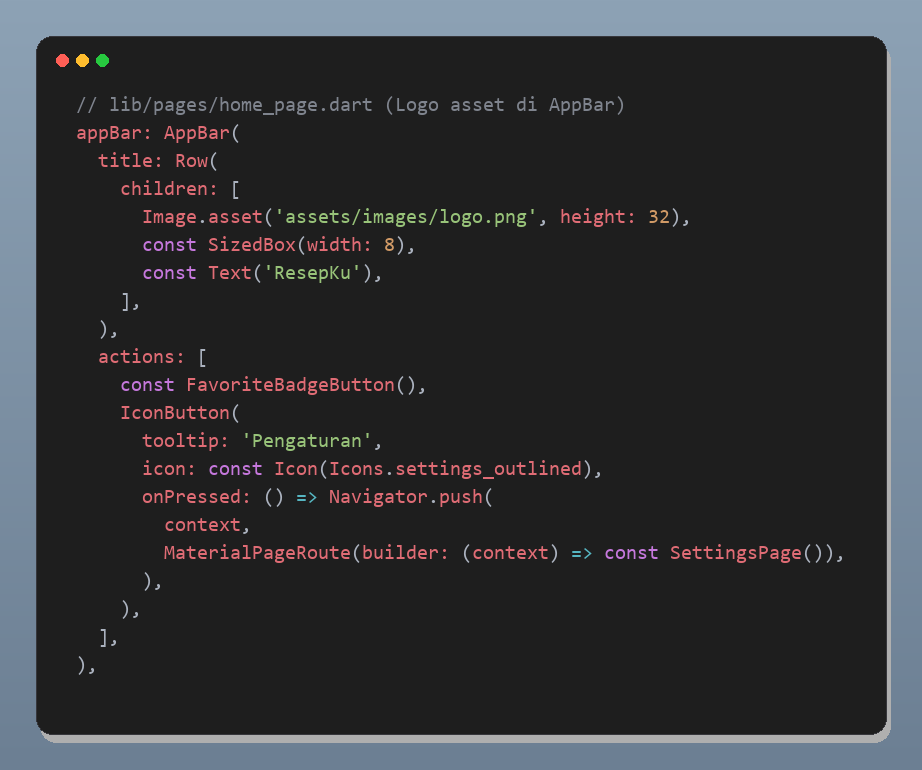 // lib/pages/home_page.dart (Logo asset di AppBar)
appBar: AppBar(
  title: Row(
    children: [
      Image.asset('assets/images/logo.png', height: 32),
      const SizedBox(width: 8),
      const Text('ResepKu'),
    ],
  ),
  actions: [
    const FavoriteBadgeButton(),
    IconButton(
      tooltip: 'Pengaturan',
      icon: const Icon(Icons.settings_outlined),
      onPressed: () => Navigator.push(
        context,
        MaterialPageRoute(builder: (context) => const SettingsPage()),
      ),
    ),
  ],
),